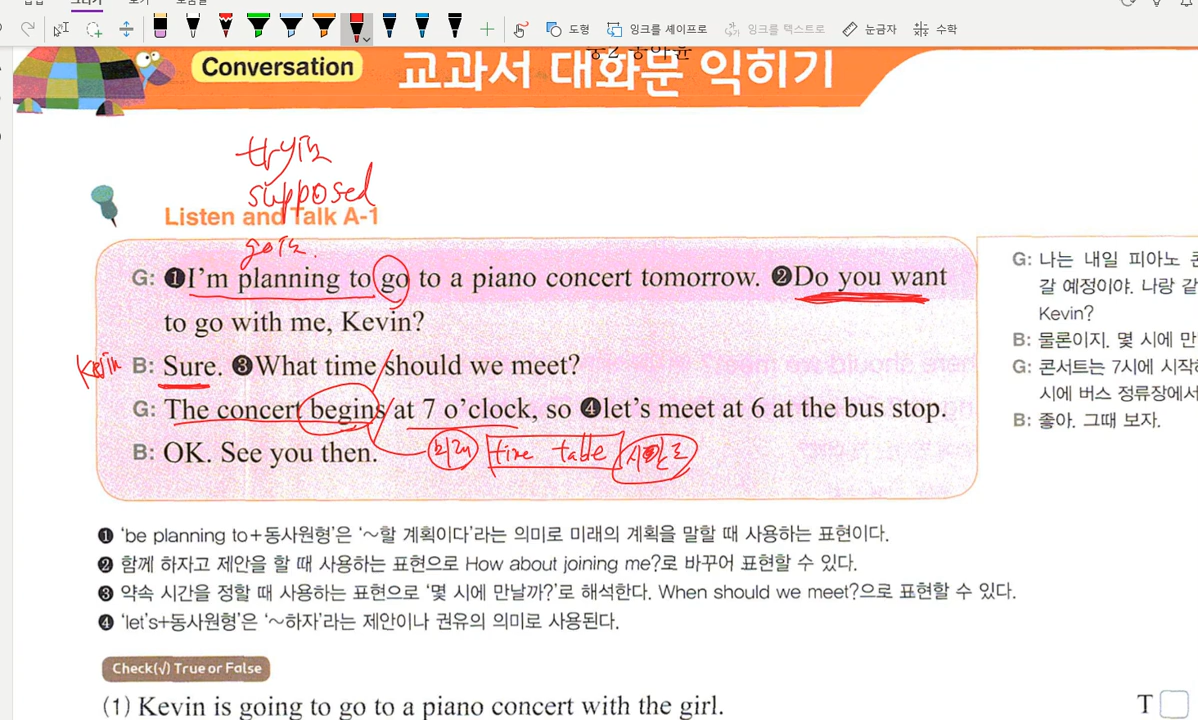 그리기 보기 도움말
도형 잉크를 셰이프로 잉크를 텍스트로 눈금자 수학
Conversation 교과서 대화문 익히기
supposed
Listen and Talk A-1
G: ❶I'm planning to go to a piano concert tomorrow. ❷Do you want
to go with me, Kevin?
Kevin B: Sure. ❸What time should we meet?
G: The concert begins at 7 o'clock, so ❹let's meet at 6 at the bus stop.
B: OK. See you then.
미래 time table 시간표
G: 나는 내일 피아노 콘
갈 예정이야. 나랑 같
Kevin?
B: 물론이지. 몇 시에 만
G: 콘서트는 7시에 시작하
시에 버스 정류장에서
B: 좋아. 그때 보자.
❶ ‘be planning to+동사원형’은 ‘~할 계획이다’라는 의미로 미래의 계획을 말할 때 사용하는 표현이다.
❷ 함께 하자고 제안을 할 때 사용하는 표현으로 How about joining me?로 바꾸어 표현할 수 있다.
❸ 약속 시간을 정할 때 사용하는 표현으로 ‘몇 시에 만날까?’로 해석한다. When should we meet?으로 표현할 수 있다.
❹ ‘let's+동사원형’은 ‘~하자’라는 제안이나 권유의 의미로 사용된다.
Check(√) True or False
(1) Kevin is going to go to a piano concert with the girl. T